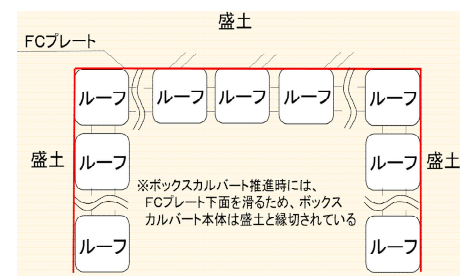 盛土
FCプレート
ルーフ ルーフ ルーフ ルーフ ルーフ
盛土 ルーフ ルーフ 盛土
※ボックスカルバート推進時には、
FCプレート下面を滑るため、ボックス
カルバート本体は盛土と縁切されている
ルーフ ルーフ